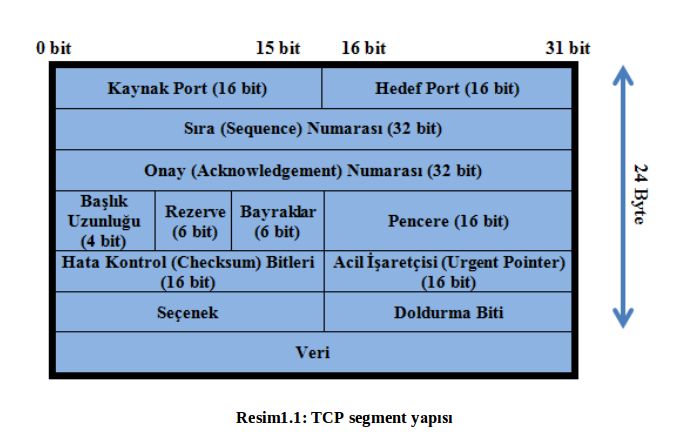 0 bit 15 bit 16 bit 31 bit
Kaynak Port (16 bit) Hedef Port (16 bit)
Sıra (Sequence) Numarası (32 bit)
Onay (Acknowledgement) Numarası (32 bit)
Başlık
Uzunluğu
(4 bit)
Rezerve
(6 bit)
Bayraklar
(6 bit)
Pencere (16 bit)
Hata Kontrol (Checksum) Bitleri
(16 bit)
Acil İşaretçisi (Urgent Pointer)
(16 bit)
Seçenek Doldurma Biti
Veri
24 Byte
Resim1.1: TCP segment yapısı